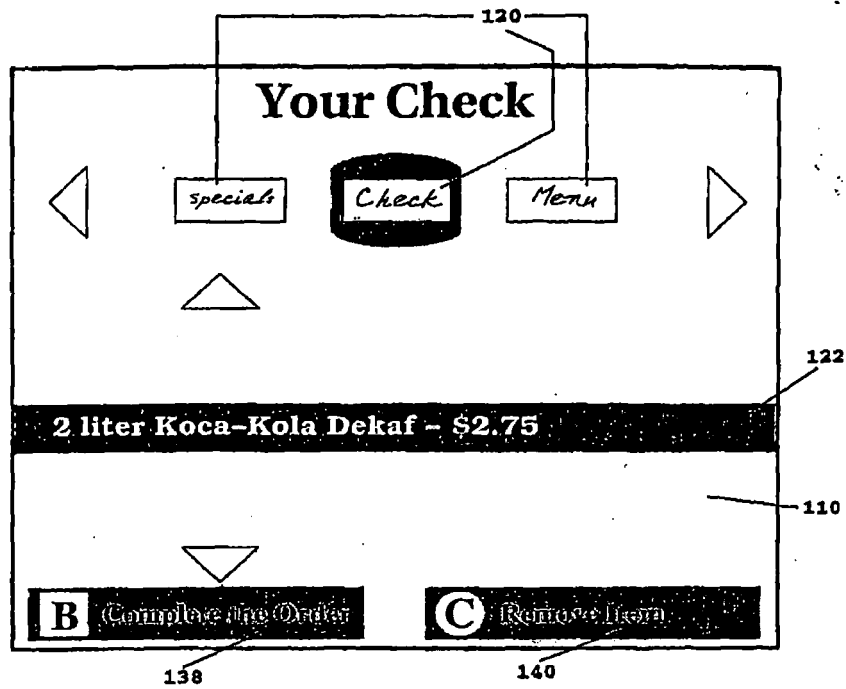 120
Your Check
specials Check Menu
122
2 liter Koca-Kola Dekaf - $2.75
110
B Complete the Order C Remove Item
138 140